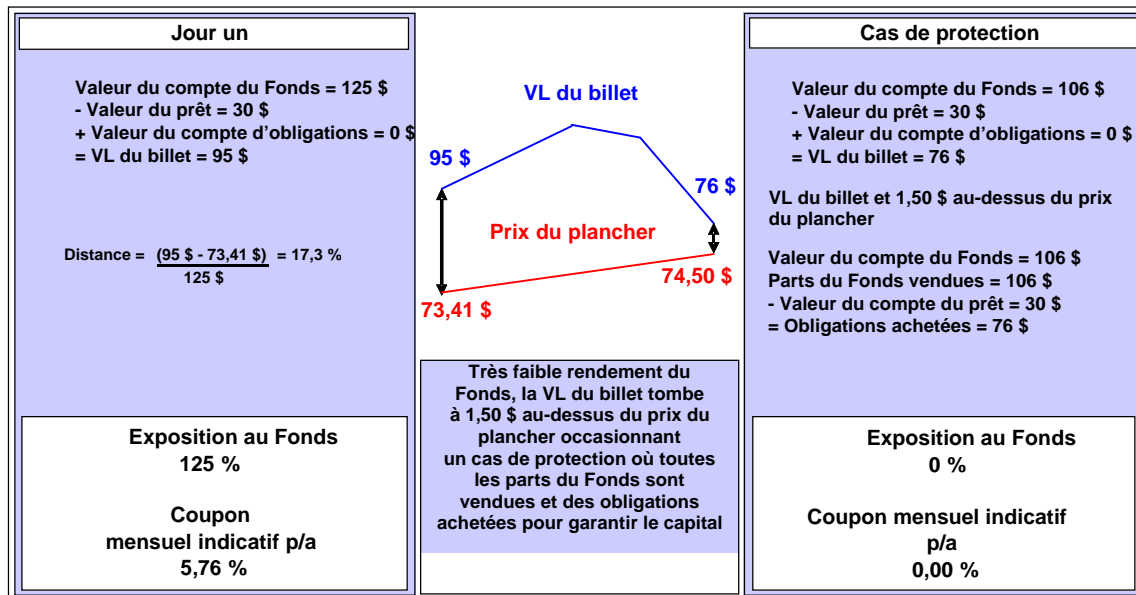 Jour un
Valeur du compte du Fonds = 125 $
- Valeur du prêt = 30 $
+ Valeur du compte d'obligations = 0 $
= VL du billet = 95 $
Distance = (95 $ - 73,41 $) = 17,3 %
125 $
Exposition au Fonds
125 %
Coupon
mensuel indicatif p/a
5,76 %
VL du billet
95 $
76 $
Prix du plancher
74,50 $
73,41 $
Très faible rendement du
Fonds, la VL du billet tombe
à 1,50 $ au-dessus du prix du
plancher occasionnant
un cas de protection où toutes
les parts du Fonds sont
vendues et des obligations
achetées pour garantir le capital
Cas de protection
Valeur du compte du Fonds = 106 $
- Valeur du prêt = 30 $
+ Valeur du compte d'obligations = 0 $
= VL du billet = 76 $
VL du billet et 1,50 $ au-dessus du prix
du plancher
Valeur du compte du Fonds = 106 $
Parts du Fonds vendues = 106 $
- Valeur du compte du prêt = 30 $
= Obligations achetées = 76 $
Exposition au Fonds
0 %
Coupon mensuel indicatif
p/a
0,00 %